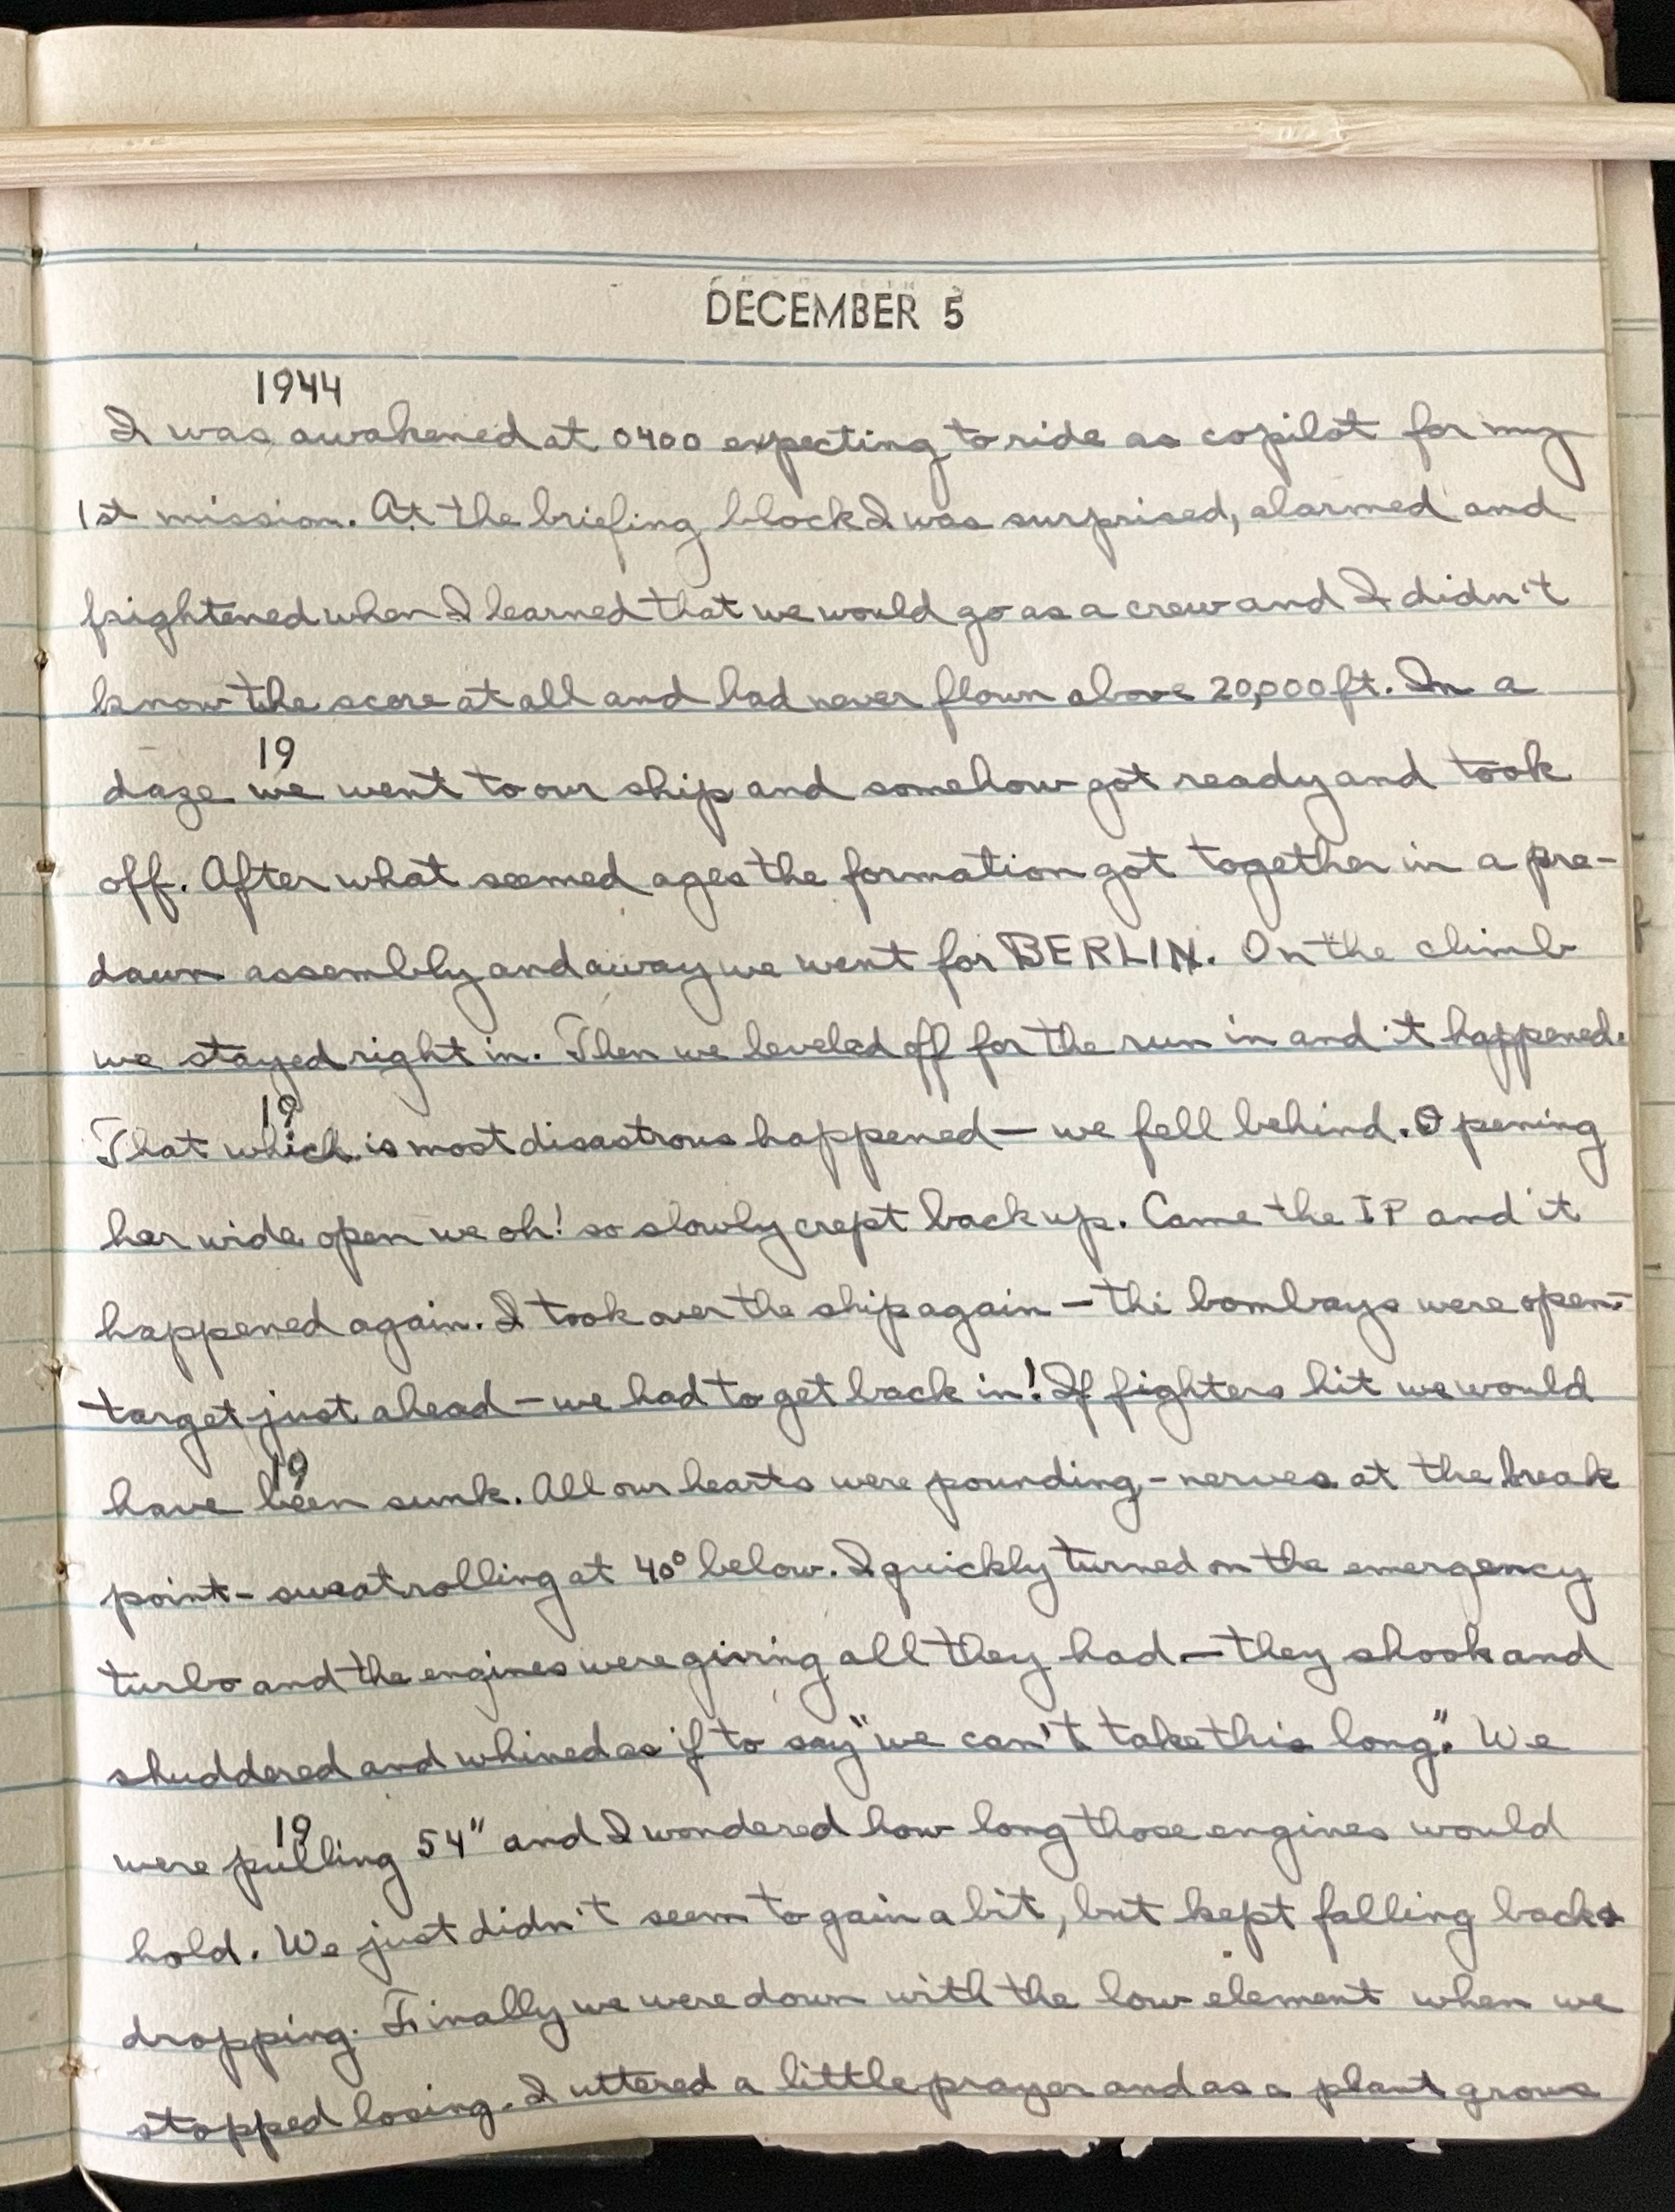 DECEMBER 5
1944
I was awakened at 0400 expecting to ride as copilot for my
1st mission. At the briefing block I was surprised, alarmed and
frightened when I learned that we would go as a crew and I didn't
know the score at all and had never flown above 20,000 ft. In a
19
daze we went to our ship and somehow got ready and took
off. After what seemed ages the formation got together in a pre-
dawn assembly and away we went for BERLIN. On the climb
we stayed right in. Then we leveled off for the run in and it happened.
19
That which is most disastrous happened — we fell behind. Opening
her wide open we oh! so slowly crept back up. Came the IP and it
happened again. I took over the ship again — the bombays were open-
target just ahead — we had to get back in! If fighters hit we would
19
have been sunk. All our hearts were pounding - nerves at the break
point - sweat rolling at 40° below. I quickly turned on the emergency
turbo and the engines were giving all they had — they shook and
shuddered and whined as if to say "we can't take this long". We
19
were pulling 54" and I wondered how long those engines would
hold. We just didn't seem to gain a bit, but kept falling back &
dropping. Finally we were down with the low element when we
stopped losing. I uttered a little prayer and as a plant grows